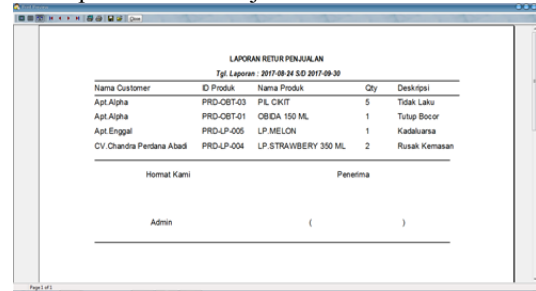 Close
LAPORAN RETUR PENJUALAN
Tgl. Laporan : 2017-08-24 S/D 2017-09-30
Nama Customer ID Produk Nama Produk Qty Deskripsi
Apt.Alpha PRD-OBT-03 PIL CIKIT 5 Tidak Laku
Apt.Alpha PRD-OBT-01 OBIDA 150 ML 1 Tutup Bocor
Apt.Enggal PRD-LP-005 LP.MELON 1 Kadaluarsa
CV.Chandra Perdana Abadi PRD-LP-004 LP.STRAWBERY 350 ML 2 Rusak Kemasan
Hormat Kami Penerima
Admin ( )
Page 1 of 1